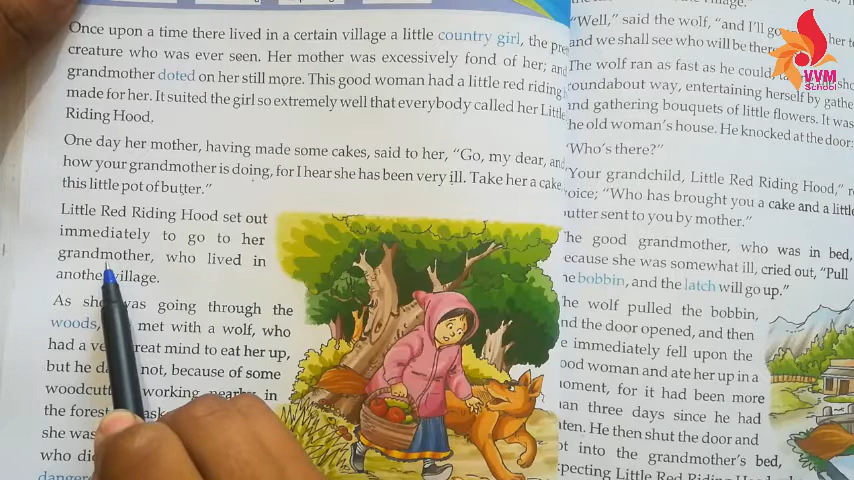 Once upon a time there lived in a certain village a little country girl, the
creature who was ever seen. Her mother was excessively fond of her; and
grandmother doted on her still more. This good woman had a little red riding
made for her. It suited the girl so extremely well that everybody called her Little
Riding Hood.
One day her mother, having made some cakes, said to her, "Go, my dear, and
how your grandmother is doing, for I hear she has been very ill. Take her a cake,
this little pot of butter."
Little Red Riding Hood set out
immediately to go to her
grandmother, who lived in
village.
As she was going through the
woods, met with a wolf, who
had a mind to eat her up,
but he not, because of some
working nearby in
the
she was
who
village."
"Well," said the wolf, "and I'll go her
and we shall see who will be there
The wolf ran as fast as he could,
roundabout way, entertaining herself by
and gathering bouquets of little flowers. It was
the old woman's house. He knocked at the door:
"Who's there?"
"Your grandchild, Little Red Riding Hood,"
"Who has brought you a cake and a little
sent to you by mother."
good grandmother, who was in bed,
she was somewhat ill, cried out, "Pull
bobbin, and the latch will go up."
wolf pulled the bobbin,
the door opened, and then
immediately fell upon the
woman and ate her up in a
for it had been more
three days since he had
He then shut the door and
into the grandmother's bed,
Little Red Riding Hood
VVM
School